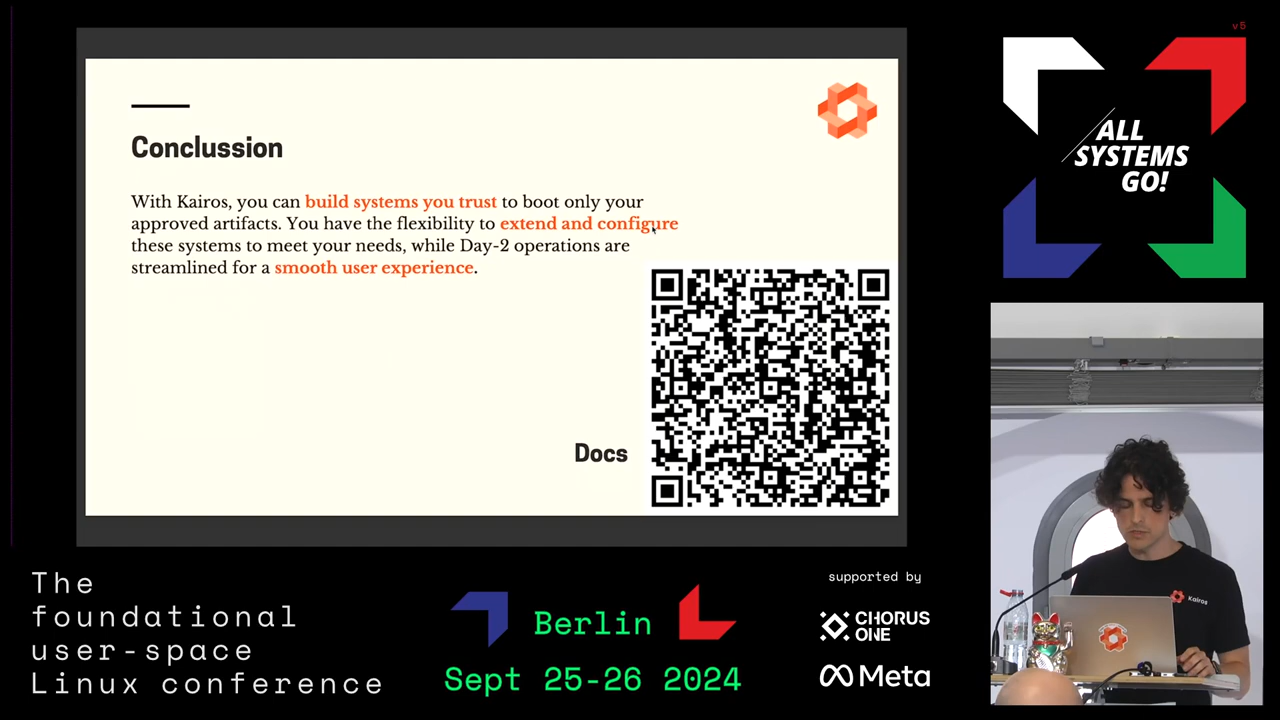 Conclussion
With Kairos, you can build systems you trust to boot only your
approved artifacts. You have the flexibility to extend and configure
these systems to meet your needs, while Day-2 operations are
streamlined for a smooth user experience.
Docs
v5
ALL
SYSTEMS
GO!
Kairos
The
foundational
user-space
Linux conference
Berlin
Sept 25-26 2024
supported by
CHORUS
ONE
Meta